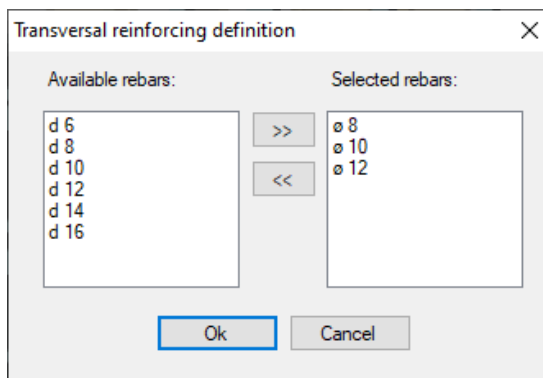 Transversal reinforcing definition
Available rebars:
Selected rebars:
d 6
d 8
d 10
d 12
d 14
d 16
>>
<<
ø 8
ø 10
ø 12
Ok
Cancel